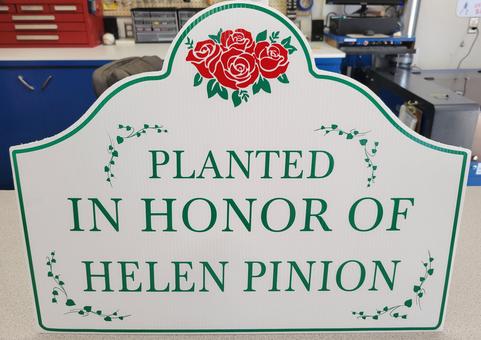 PLANTED
IN HONOR OF
HELEN PINION